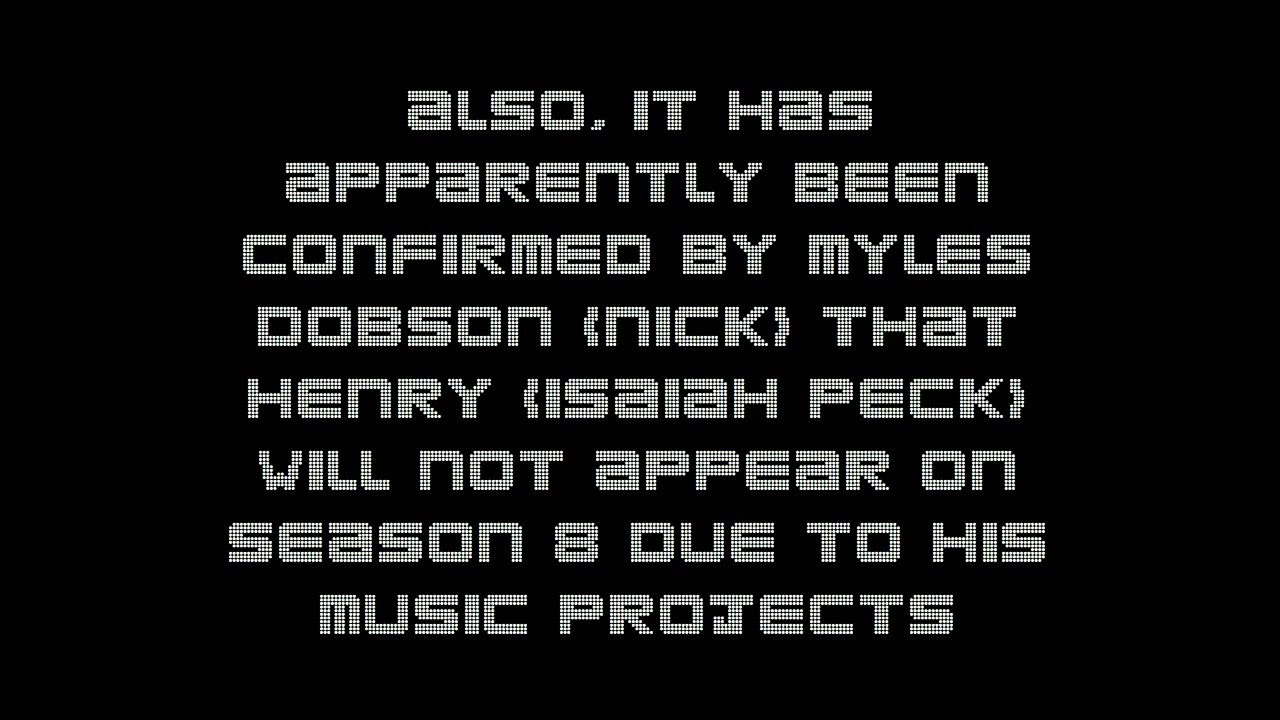 ALSO, IT HAS
APPARENTLY BEEN
CONFIRMED BY MYLES
DOBSON (NICK) THAT
HENRY (ISAIAH PECK)
WILL NOT APPEAR ON
SEASON 8 DUE TO HIS
MUSIC PROJECTS